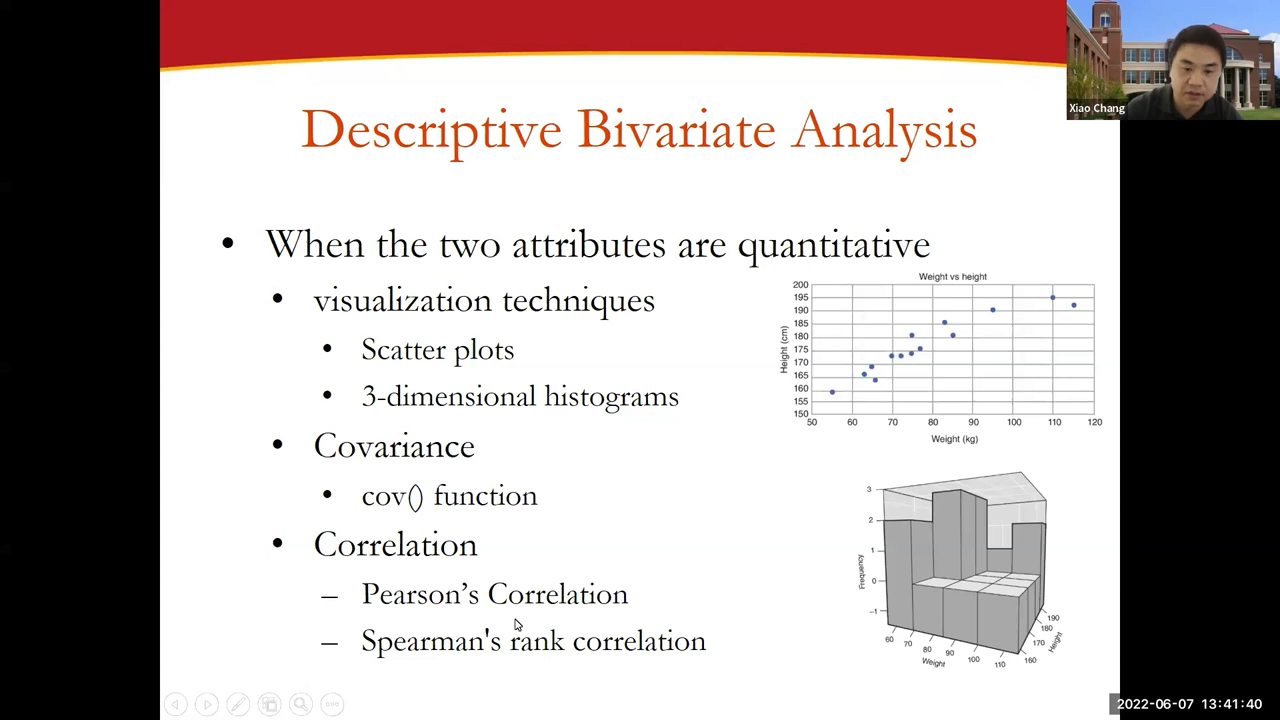 Xiao Chang
Descriptive Bivariate Analysis
• When the two attributes are quantitative
• visualization techniques
• Scatter plots
• 3-dimensional histograms
• Covariance
• cov() function
• Correlation
– Pearson’s Correlation
– Spearman's rank correlation
Weight vs height
Height (cm)
200
195
190
185
180
175
170
165
160
155
150
50 60 70 80 90 100 110 120
Weight (kg)
Frequency
3
2
1
0
−1
60 70 80 90 100 110
Weight
160 170 180 190
Height
2022-06-07 13:41:40